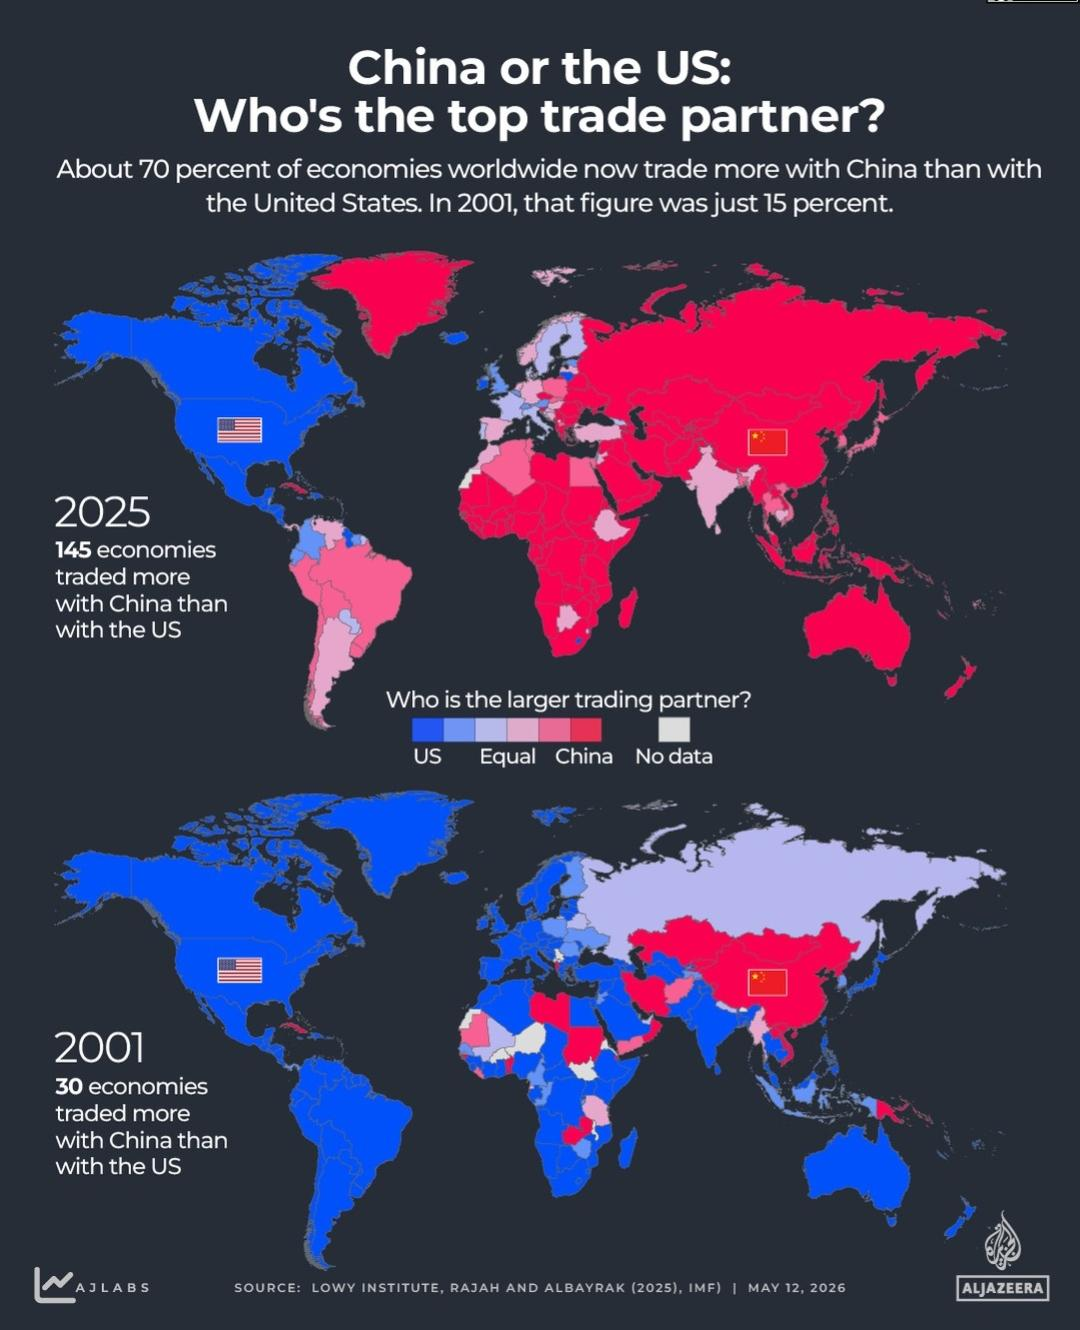 China or the US:
Who's the top trade partner?
About 70 percent of economies worldwide now trade more with China than with
the United States. In 2001, that figure was just 15 percent.
2025
145 economies
traded more
with China than
with the US
Who is the larger trading partner?
US Equal China No data
2001
30 economies
traded more
with China than
with the US
AJLABS
SOURCE: LOWY INSTITUTE, RAJAH AND ALBAYRAK (2025), IMF) | MAY 12, 2026
ALJAZEERA